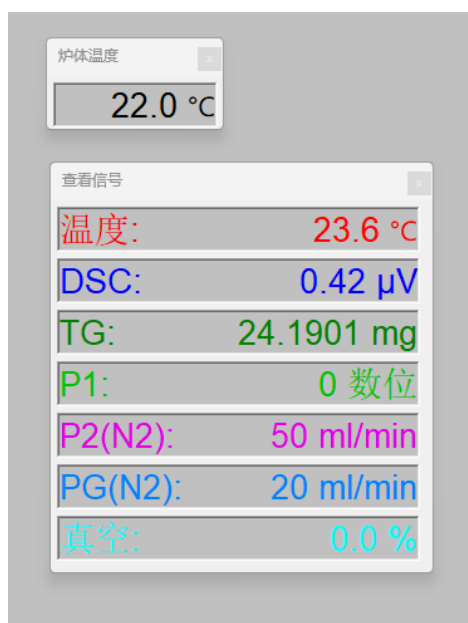 炉体温度
x
22.0 °C
查看信号
x
温度: 23.6 °C
DSC: 0.42 µV
TG: 24.1901 mg
P1: 0 数位
P2(N2): 50 ml/min
PG(N2): 20 ml/min
真空: 0.0 %